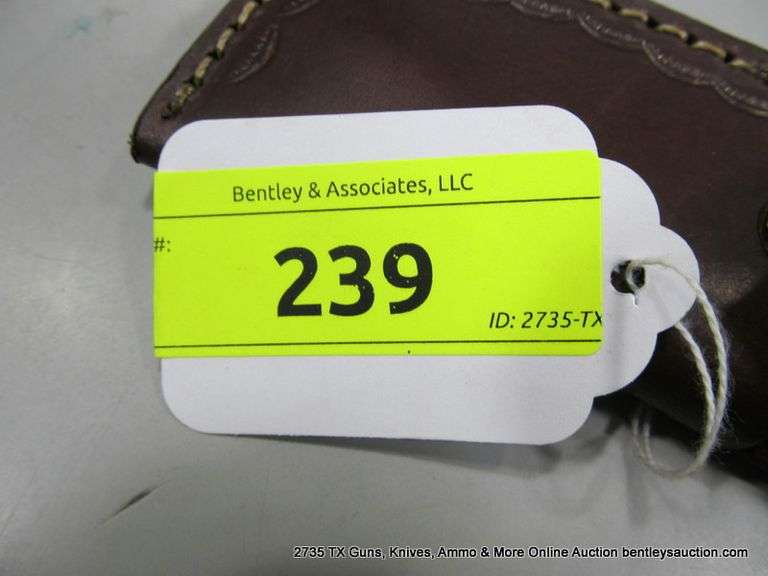 Bentley & Associates, LLC
#:
239
ID: 2735-TX
2735 TX Guns, Knives, Ammo & More Online Auction bentleysauction.com